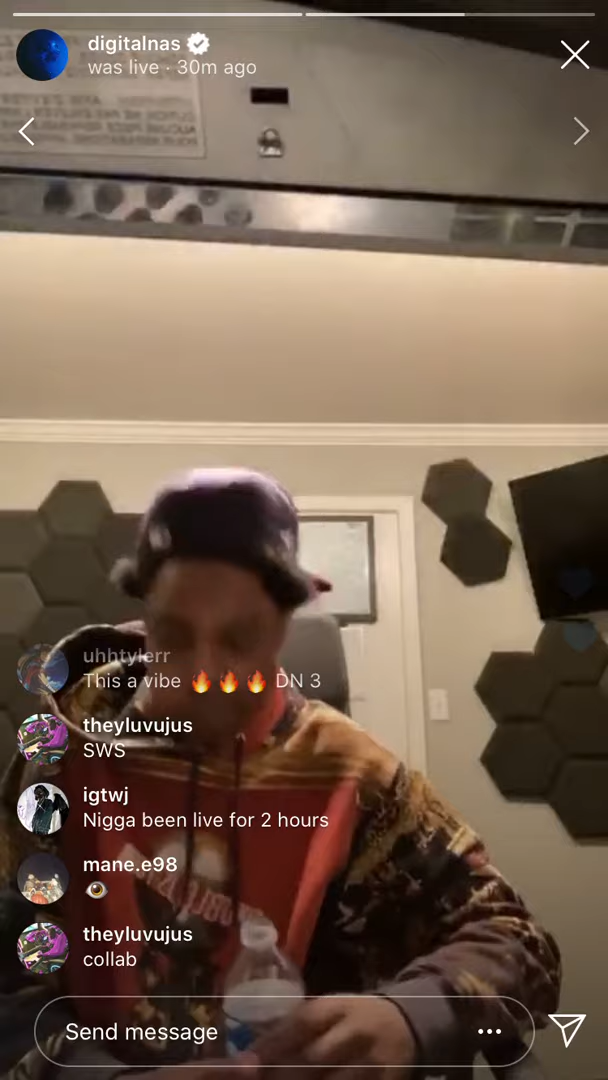 digitalnas
was live · 30m ago
uhhtylerr
This a vibe 🔥🔥🔥 DN 3
theyluvujus
SWS
igtwj
Nigga been live for 2 hours
mane.e98
👁
theyluvujus
collab
Send message